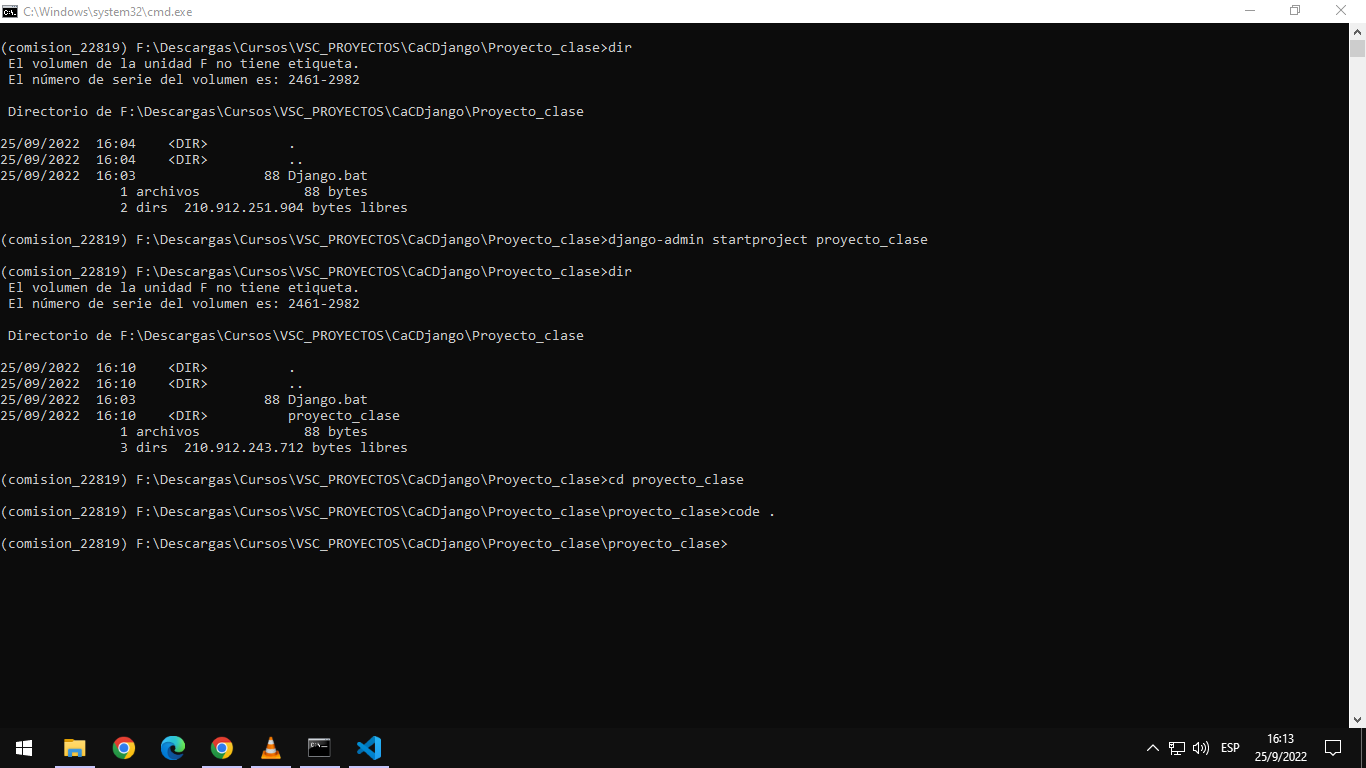 C:\Windows\system32\cmd.exe
(comision_22819) F:\Descargas\Cursos\VSC_PROYECTOS\CaCDjango\Proyecto_clase>dir
El volumen de la unidad F no tiene etiqueta.
El número de serie del volumen es: 2461-2982
Directorio de F:\Descargas\Cursos\VSC_PROYECTOS\CaCDjango\Proyecto_clase
25/09/2022  16:04    <DIR>          .
25/09/2022  16:04    <DIR>          ..
25/09/2022  16:03                88 Django.bat
1 archivos             88 bytes
2 dirs  210.912.251.904 bytes libres
(comision_22819) F:\Descargas\Cursos\VSC_PROYECTOS\CaCDjango\Proyecto_clase>django-admin startproject proyecto_clase
(comision_22819) F:\Descargas\Cursos\VSC_PROYECTOS\CaCDjango\Proyecto_clase>dir
El volumen de la unidad F no tiene etiqueta.
El número de serie del volumen es: 2461-2982
Directorio de F:\Descargas\Cursos\VSC_PROYECTOS\CaCDjango\Proyecto_clase
25/09/2022  16:10    <DIR>          .
25/09/2022  16:10    <DIR>          ..
25/09/2022  16:03                88 Django.bat
25/09/2022  16:10    <DIR>          proyecto_clase
1 archivos             88 bytes
3 dirs  210.912.243.712 bytes libres
(comision_22819) F:\Descargas\Cursos\VSC_PROYECTOS\CaCDjango\Proyecto_clase>cd proyecto_clase
(comision_22819) F:\Descargas\Cursos\VSC_PROYECTOS\CaCDjango\Proyecto_clase\proyecto_clase>code .
(comision_22819) F:\Descargas\Cursos\VSC_PROYECTOS\CaCDjango\Proyecto_clase\proyecto_clase>
ESP
16:13
25/9/2022